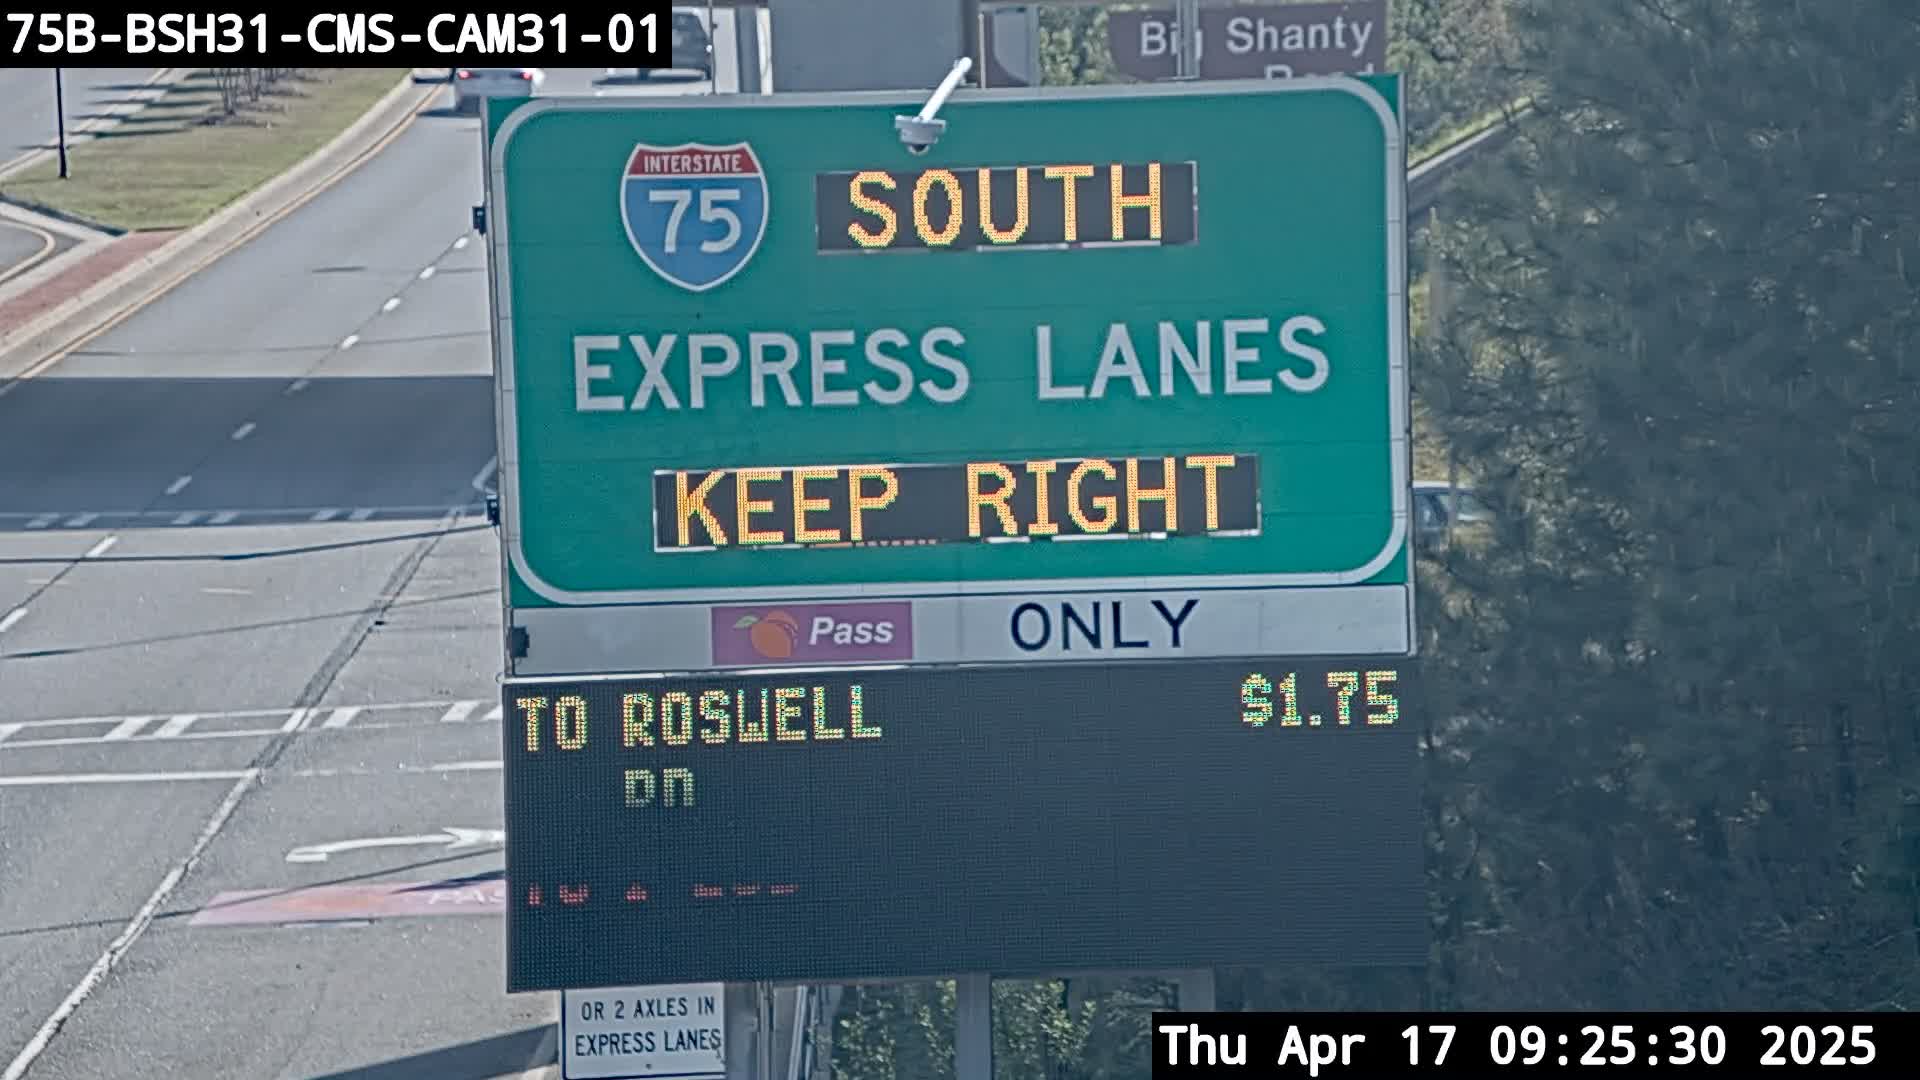 75B-BSH31-CMS-CAM31-01
Big Shanty
INTERSTATE
75
SOUTH
EXPRESS LANES
KEEP RIGHT
Pass
ONLY
TO ROSWELL $1.75
OR 2 AXLES IN
EXPRESS LANES
Thu Apr 17 09:25:30 2025